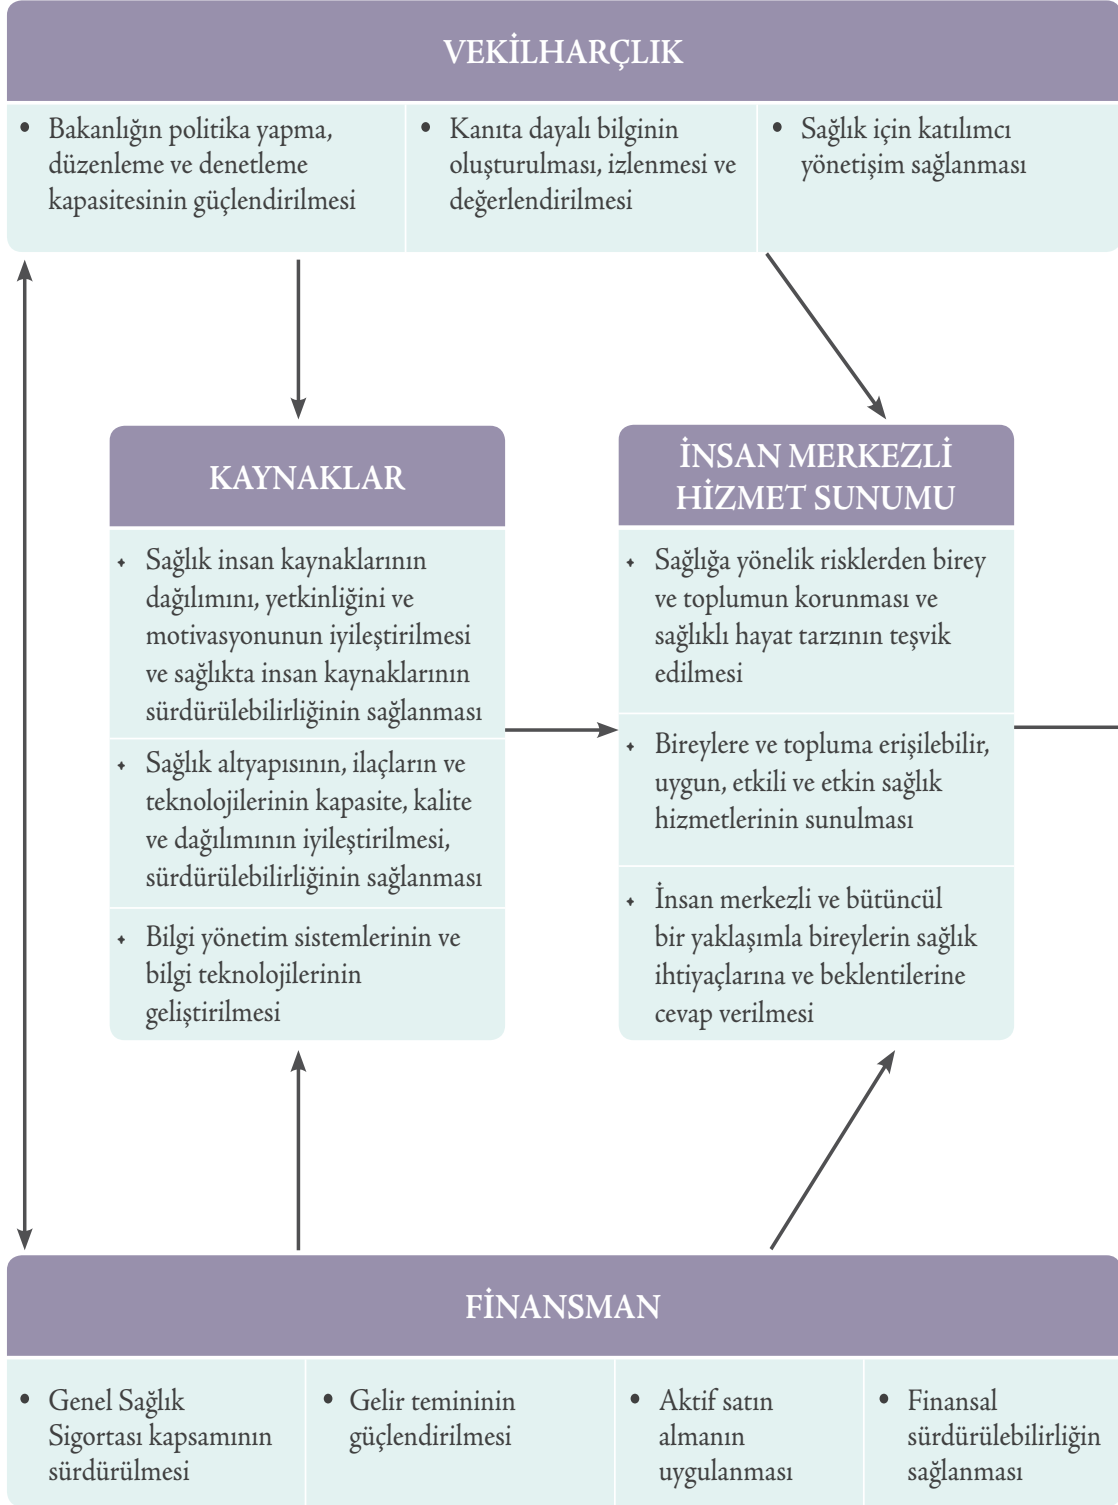 VEKİLHARÇLIK
• Bakanlığın politika yapma,
düzenleme ve denetleme
kapasitesinin güçlendirilmesi
• Kanıta dayalı bilginin
oluşturulması, izlenmesi ve
değerlendirilmesi
• Sağlık için katılımcı
yönetişim sağlanması
KAYNAKLAR
Sağlık insan kaynaklarının
dağılımını, yetkinliğini ve
motivasyonunun iyileştirilmesi
ve sağlıkta insan kaynaklarının
sürdürülebilirliğinin sağlanması
Sağlık altyapısının, ilaçların ve
teknolojilerinin kapasite, kalite
ve dağılımının iyileştirilmesi,
sürdürülebilirliğinin sağlanması
Bilgi yönetim sistemlerinin ve
bilgi teknolojilerinin
geliştirilmesi
İNSAN MERKEZLİ
HİZMET SUNUMU
Sağlığa yönelik risklerden birey
ve toplumun korunması ve
sağlıklı hayat tarzının teşvik
edilmesi
Bireylere ve topluma erişilebilir,
uygun, etkili ve etkin sağlık
hizmetlerinin sunulması
İnsan merkezli ve bütüncül
bir yaklaşımla bireylerin sağlık
ihtiyaçlarına ve beklentilerine
cevap verilmesi
FİNANSMAN
• Genel Sağlık
Sigortası kapsamının
sürdürülmesi
• Gelir temininin
güçlendirilmesi
• Aktif satın
almanın
uygulanması
• Finansal
sürdürülebilirliğin
sağlanması